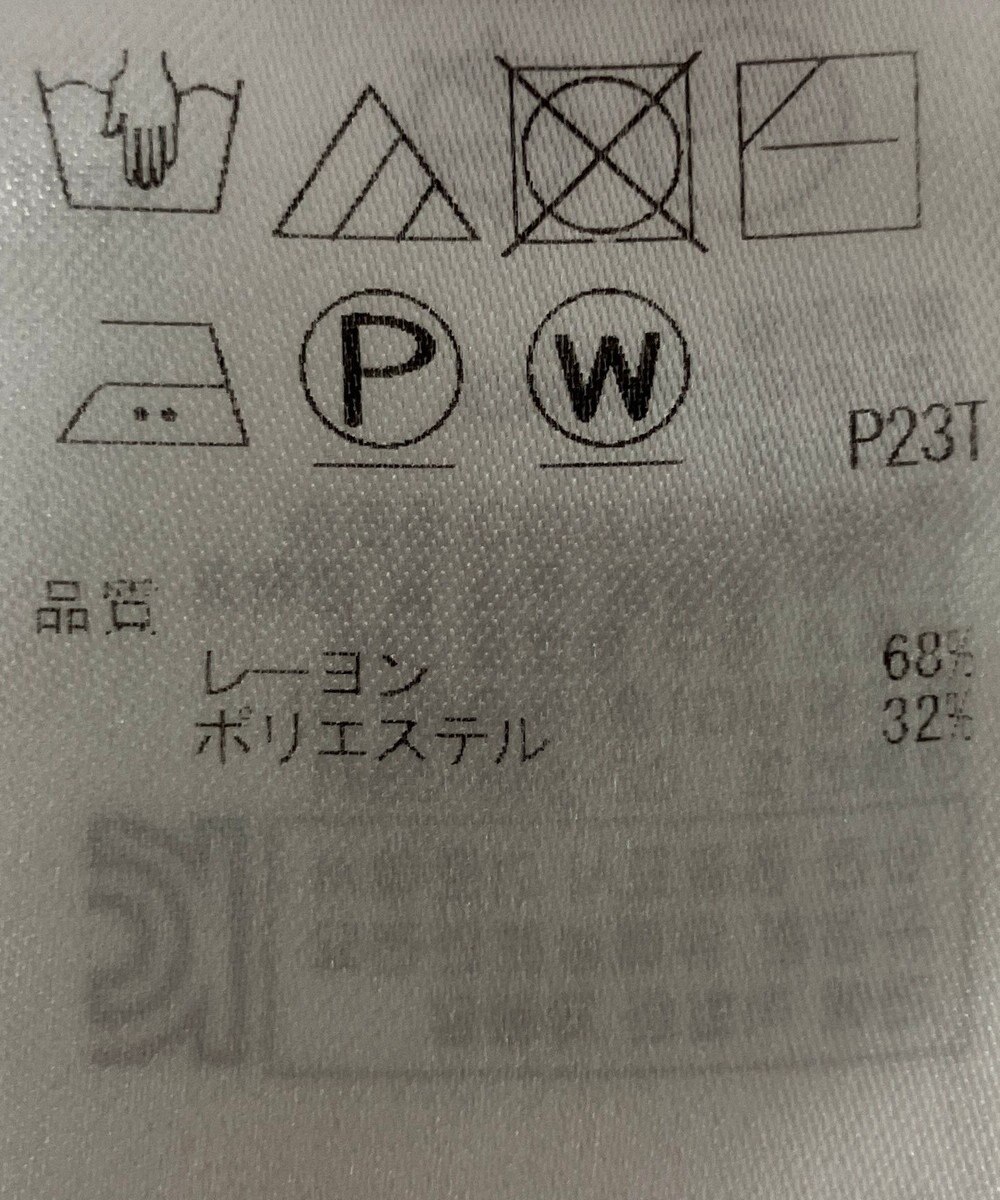 P W
P23T
品質
レーヨン 68%
ポリエステル 32%